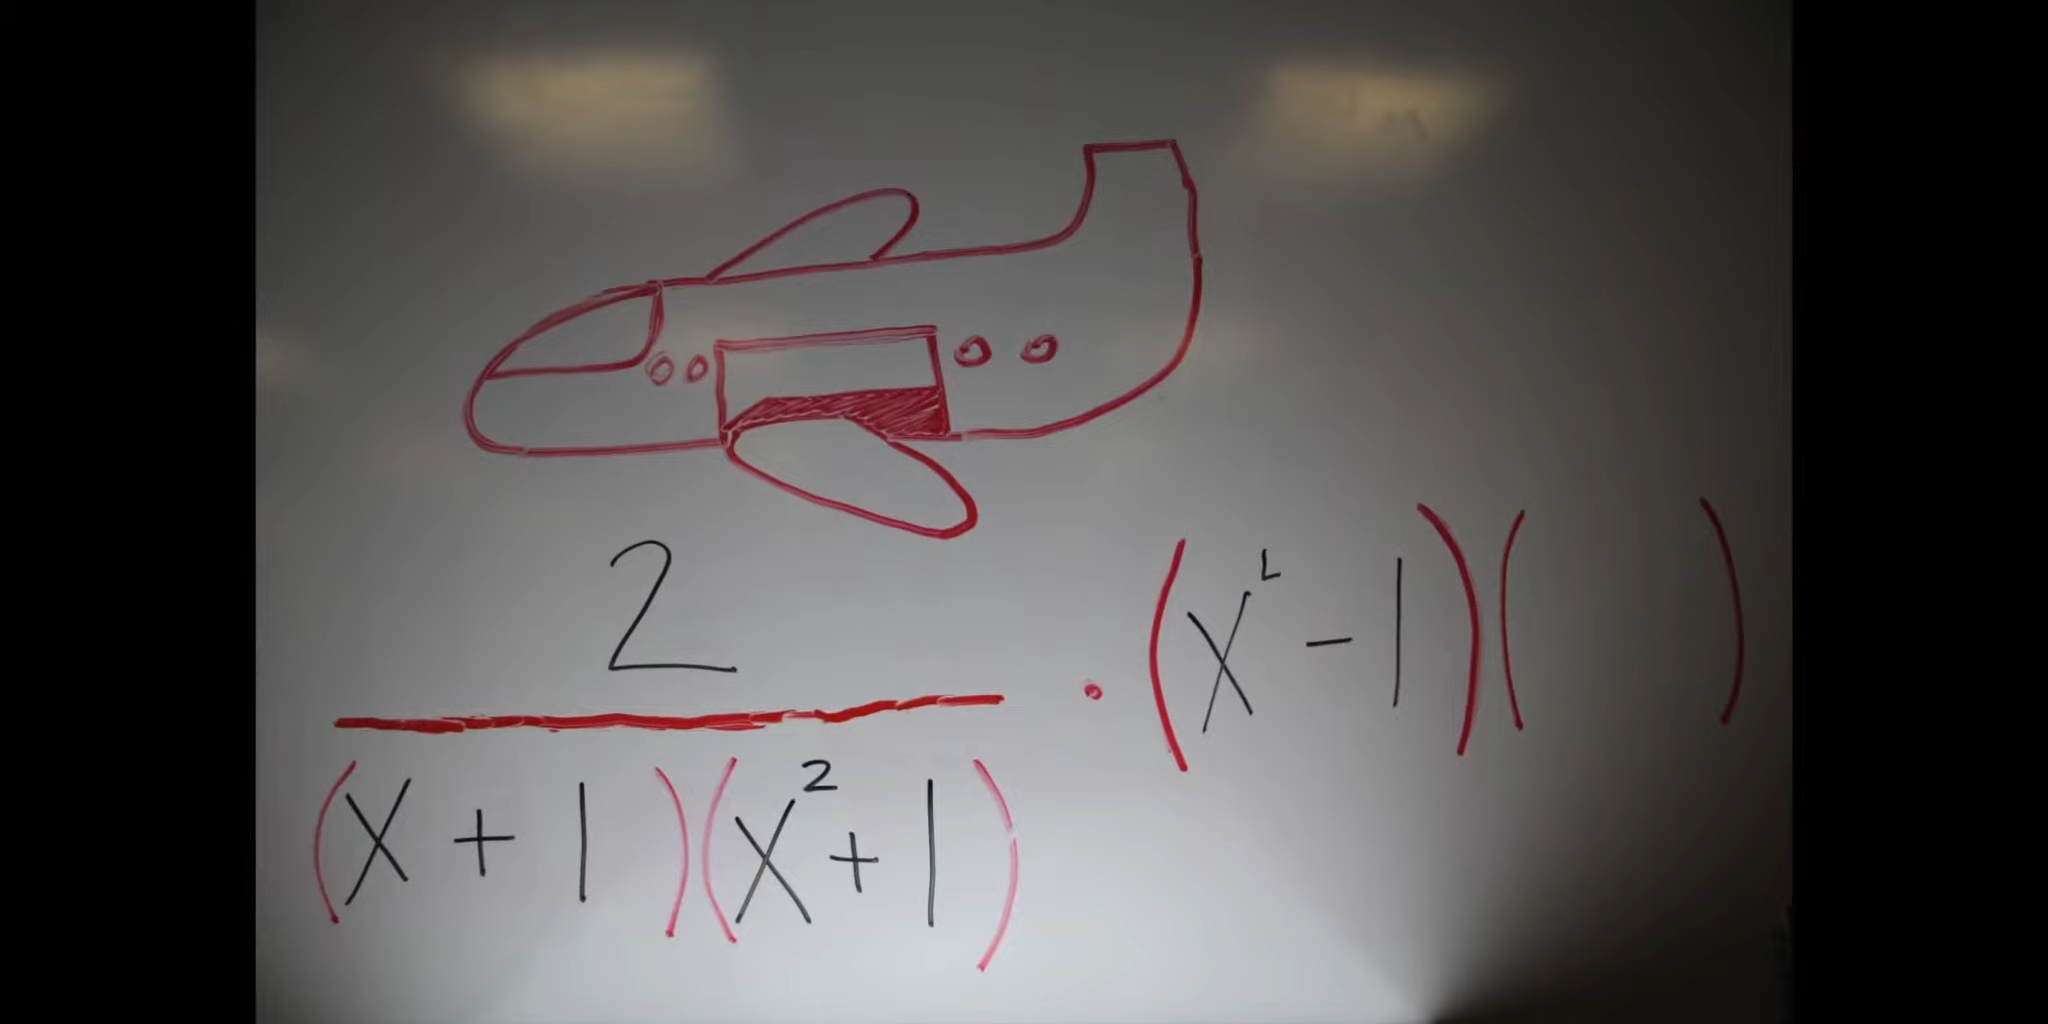 2
(x + 1)(x² + 1) · (x² - 1)( )